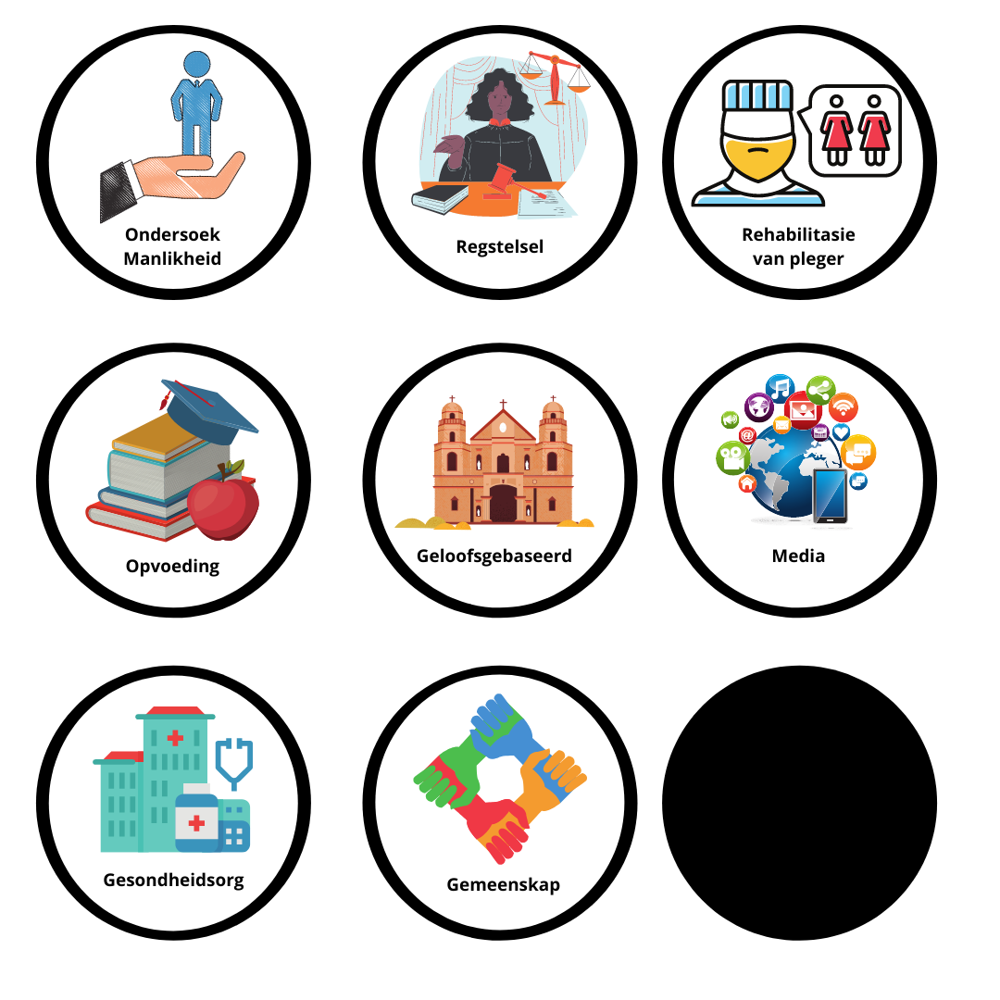 Ondersoek
Manlikheid
Regstelsel
Rehabilitasie
van pleger
Opvoeding
Geloofsgebaseerd
Media
Gesondheidsorg
Gemeenskap